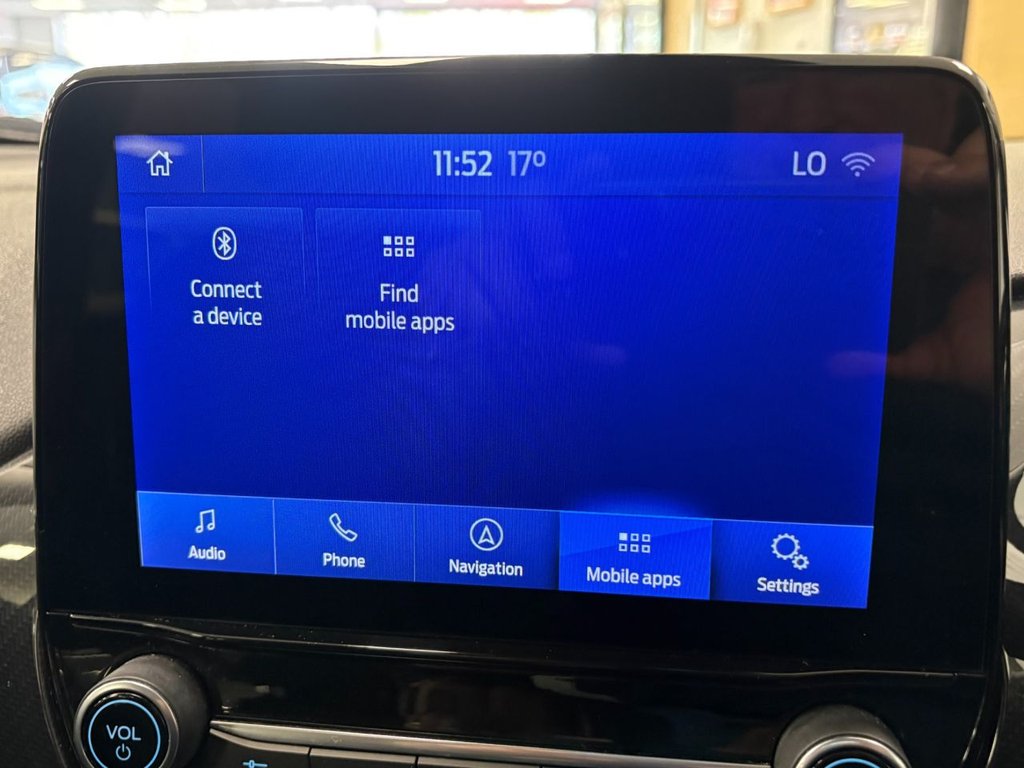 11:52 17°
LO
Connect
a device
Find
mobile apps
Audio
Phone
Navigation
Mobile apps
Settings
VOL